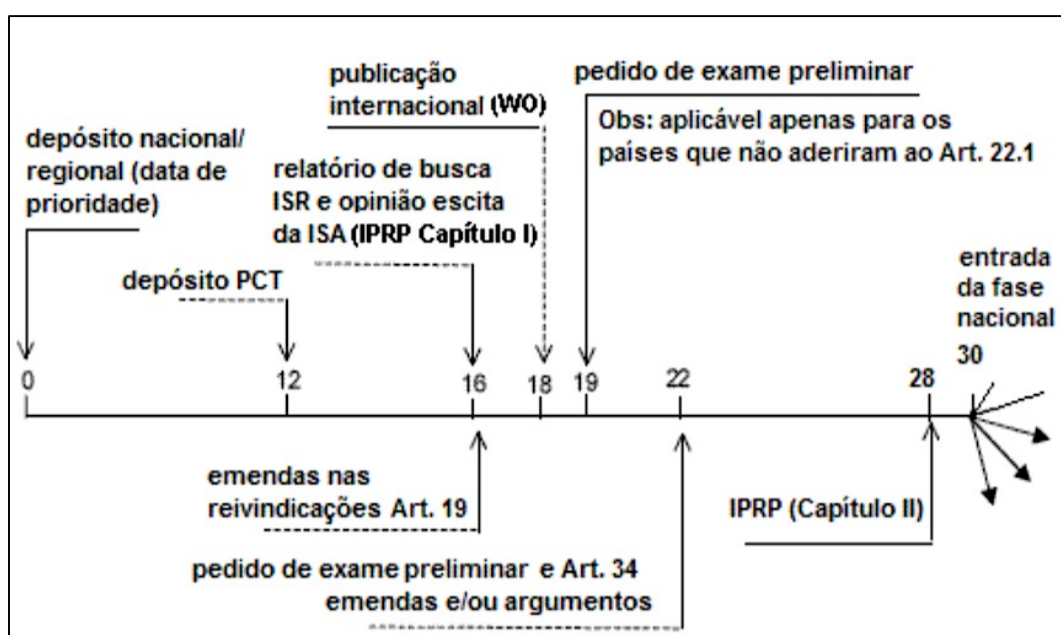 depósito nacional/
regional (data de
prioridade)
depósito PCT
relatório de busca
ISR e opinião escita
da ISA (IPRP Capítulo I)
publicação
internacional (WO)
pedido de exame preliminar
Obs: aplicável apenas para os
países que não aderiram ao Art. 22.1
entrada
da fase
nacional
30
0
12
16
18
19
22
28
emendas nas
reivindicações Art. 19
pedido de exame preliminar e Art. 34
emendas e/ou argumentos
IPRP (Capítulo II)